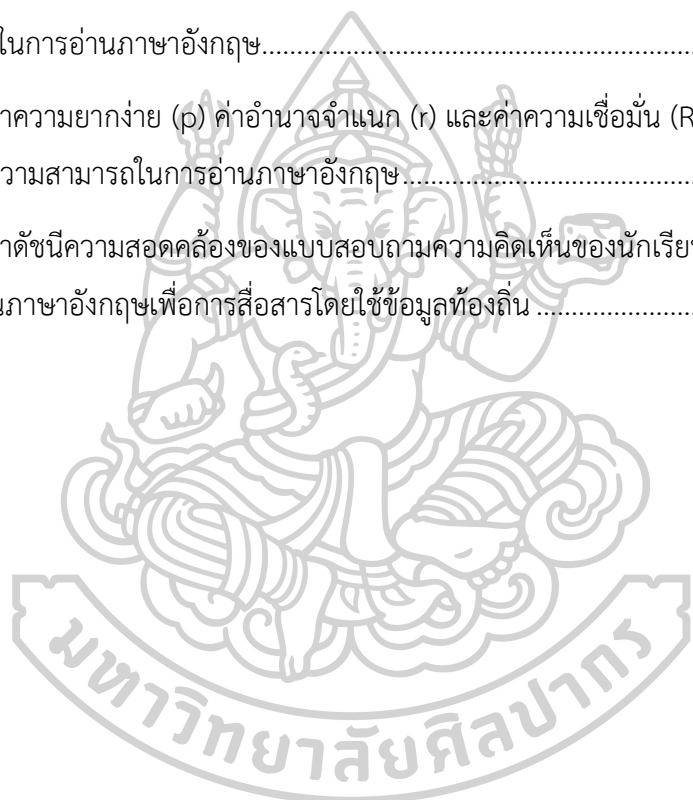 ในการอ่านภาษาอังกฤษ
าความยากง่าย (p) ค่าอำนาจจำแนก (r) และค่าความเชื่อมั่น (R
วามสามารถในการอ่านภาษาอังกฤษ
าดัชนีความสอดคล้องของแบบสอบถามความคิดเห็นของนักเรีย
นภาษาอังกฤษเพื่อการสื่อสารโดยใช้ข้อมูลท้องถิ่น
มหาวิทยาลัยศิลปากร